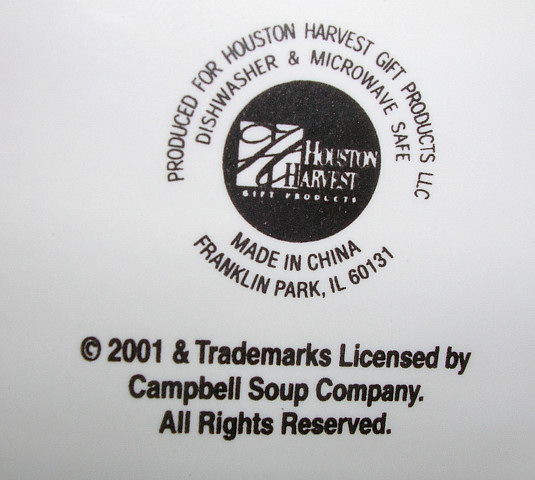 PRODUCED FOR HOUSTON HARVEST GIFT PRODUCTS LLC
DISHWASHER & MICROWAVE SAFE
HOUSTON
HARVEST
GIFT PRODUCTS
MADE IN CHINA
FRANKLIN PARK, IL 60131
© 2001 & Trademarks Licensed by
Campbell Soup Company.
All Rights Reserved.